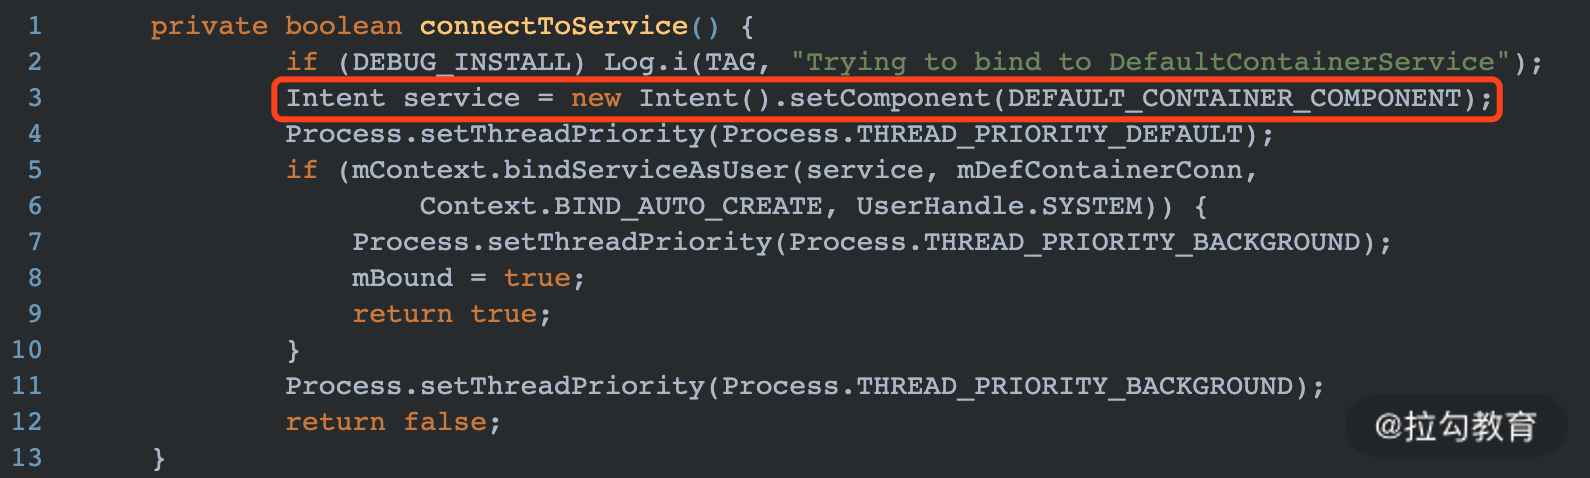 1 private boolean connectToService() {
2 if (DEBUG_INSTALL) Log.i(TAG, "Trying to bind to DefaultContainerService");
3 Intent service = new Intent().setComponent(DEFAULT_CONTAINER_COMPONENT);
4 Process.setThreadPriority(Process.THREAD_PRIORITY_DEFAULT);
5 if (mContext.bindServiceAsUser(service, mDefContainerConn,
6 Context.BIND_AUTO_CREATE, UserHandle.SYSTEM)) {
7 Process.setThreadPriority(Process.THREAD_PRIORITY_BACKGROUND);
8 mBound = true;
9 return true;
10 }
11 Process.setThreadPriority(Process.THREAD_PRIORITY_BACKGROUND);
12 return false;
13 }
@拉勾教育